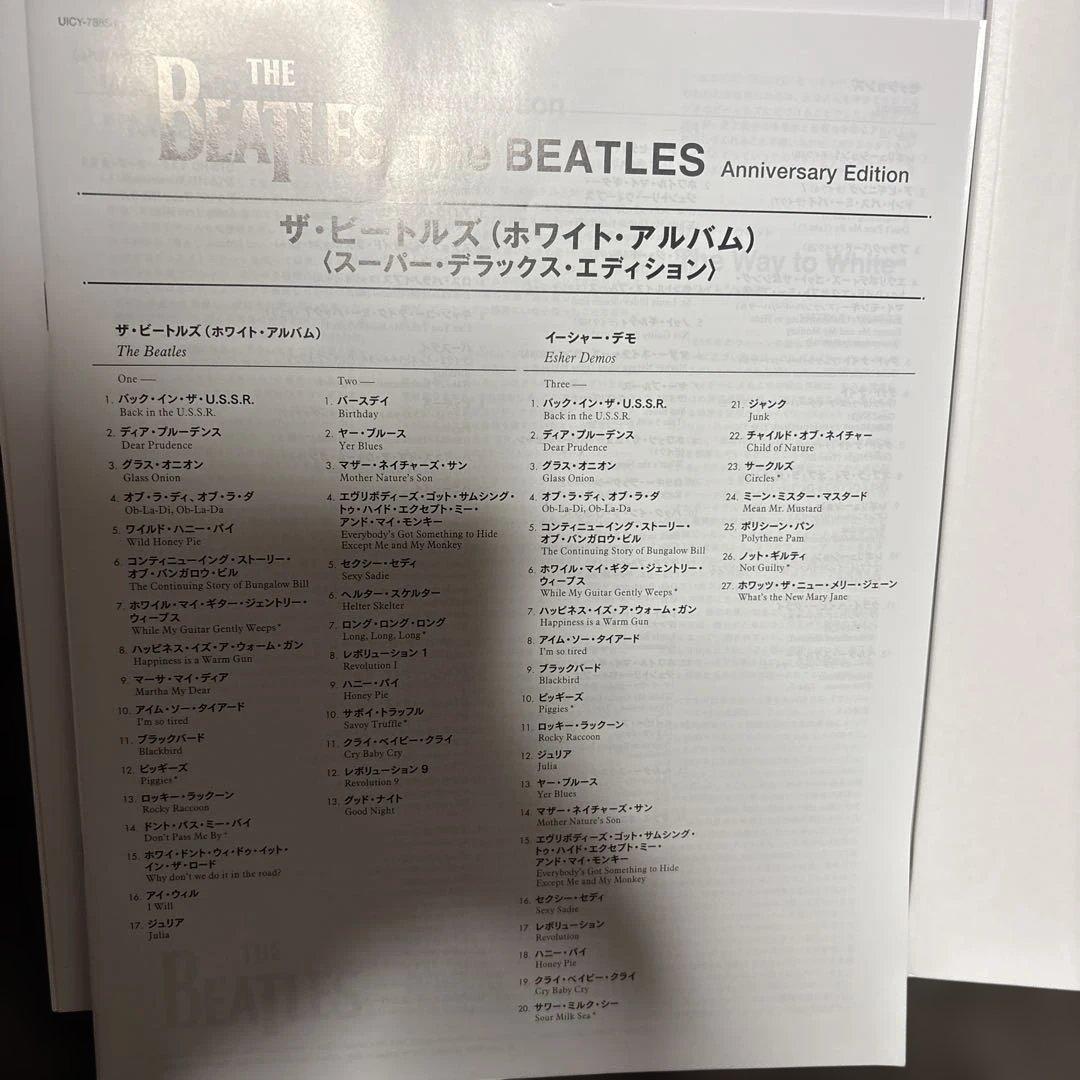 THE
BEATLES
The BEATLES Anniversary Edition
ザ・ビートルズ（ホワイト・アルバム）
〈スーパー・デラックス・エディション〉
ザ・ビートルズ（ホワイト・アルバム）
The Beatles
One —
1. バック・イン・ザ・U.S.S.R.
Back in the U.S.S.R.
2. ディア・プルーデンス
Dear Prudence
3. グラス・オニオン
Glass Onion
4. オブ・ラ・ディ、オブ・ラ・ダ
Ob-La-Di, Ob-La-Da
5. ワイルド・ハニー・パイ
Wild Honey Pie
6. コンティニューイング・ストーリー・
オブ・バンガロウ・ビル
The Continuing Story of Bungalow Bill
7. ホワイル・マイ・ギター・ジェントリー・
ウィープス
While My Guitar Gently Weeps*
8. ハッピネス・イズ・ア・ウォーム・ガン
Happiness is a Warm Gun
9. マーサ・マイ・ディア
Martha My Dear
10. アイム・ソー・タイアード
I'm so tired
11. ブラックバード
Blackbird
12. ピッギーズ
Piggies*
13. ロッキー・ラックーン
Rocky Raccoon
14. ドント・パス・ミー・バイ
Don't Pass Me By+
15. ホワイ・ドント・ウィ・ドゥ・イット・
イン・ザ・ロード
Why don't we do it in the road?
16. アイ・ウィル
I Will
17. ジュリア
Julia
Two —
1. バースデイ
Birthday
2. ヤー・ブルース
Yer Blues
3. マザー・ネイチャーズ・サン
Mother Nature's Son
4. エヴリボディーズ・ゴット・サムシング・
トゥ・ハイド・エクセプト・ミー・
アンド・マイ・モンキー
Everybody's Got Something to Hide
Except Me and My Monkey
5. セクシー・セディ
Sexy Sadie
6. ヘルター・スケルター
Helter Skelter
7. ロング・ロング・ロング
Long, Long, Long*
8. レボリューション 1
Revolution I
9. ハニー・パイ
Honey Pie
10. サボイ・トラッフル
Savoy Truffle*
11. クライ・ベイビー・クライ
Cry Baby Cry
12. レボリューション 9
Revolution 9
13. グッド・ナイト
Good Night
イーシャー・デモ
Esher Demos
Three —
1. バック・イン・ザ・U.S.S.R.
Back in the U.S.S.R.
2. ディア・プルーデンス
Dear Prudence
3. グラス・オニオン
Glass Onion
4. オブ・ラ・ディ、オブ・ラ・ダ
Ob-La-Di, Ob-La-Da
5. コンティニューイング・ストーリー・
オブ・バンガロウ・ビル
The Continuing Story of Bungalow Bill
6. ホワイル・マイ・ギター・ジェントリー・
ウィープス
While My Guitar Gently Weeps*
7. ハッピネス・イズ・ア・ウォーム・ガン
Happiness is a Warm Gun
8. アイム・ソー・タイアード
I'm so tired
9. ブラックバード
Blackbird
10. ピッギーズ
Piggies*
11. ロッキー・ラックーン
Rocky Raccoon
12. ジュリア
Julia
13. ヤー・ブルース
Yer Blues
14. マザー・ネイチャーズ・サン
Mother Nature's Son
15. エヴリボディーズ・ゴット・サムシング・
トゥ・ハイド・エクセプト・ミー・
アンド・マイ・モンキー
Everybody's Got Something to Hide
Except Me and My Monkey
16. セクシー・セディ
Sexy Sadie
17. レボリューション
Revolution
18. ハニー・パイ
Honey Pie
19. クライ・ベイビー・クライ
Cry Baby Cry
20. サワー・ミルク・シー
Sour Milk Sea*
21. ジャンク
Junk
22. チャイルド・オブ・ネイチャー
Child of Nature
23. サークルズ
Circles*
24. ミーン・ミスター・マスタード
Mean Mr. Mustard
25. ポリシーン・パン
Polythene Pam
26. ノット・ギルティ
Not Guilty*
27. ホワッツ・ザ・ニュー・メリー・ジェーン
What's the New Mary Jane
THE
BEATLES